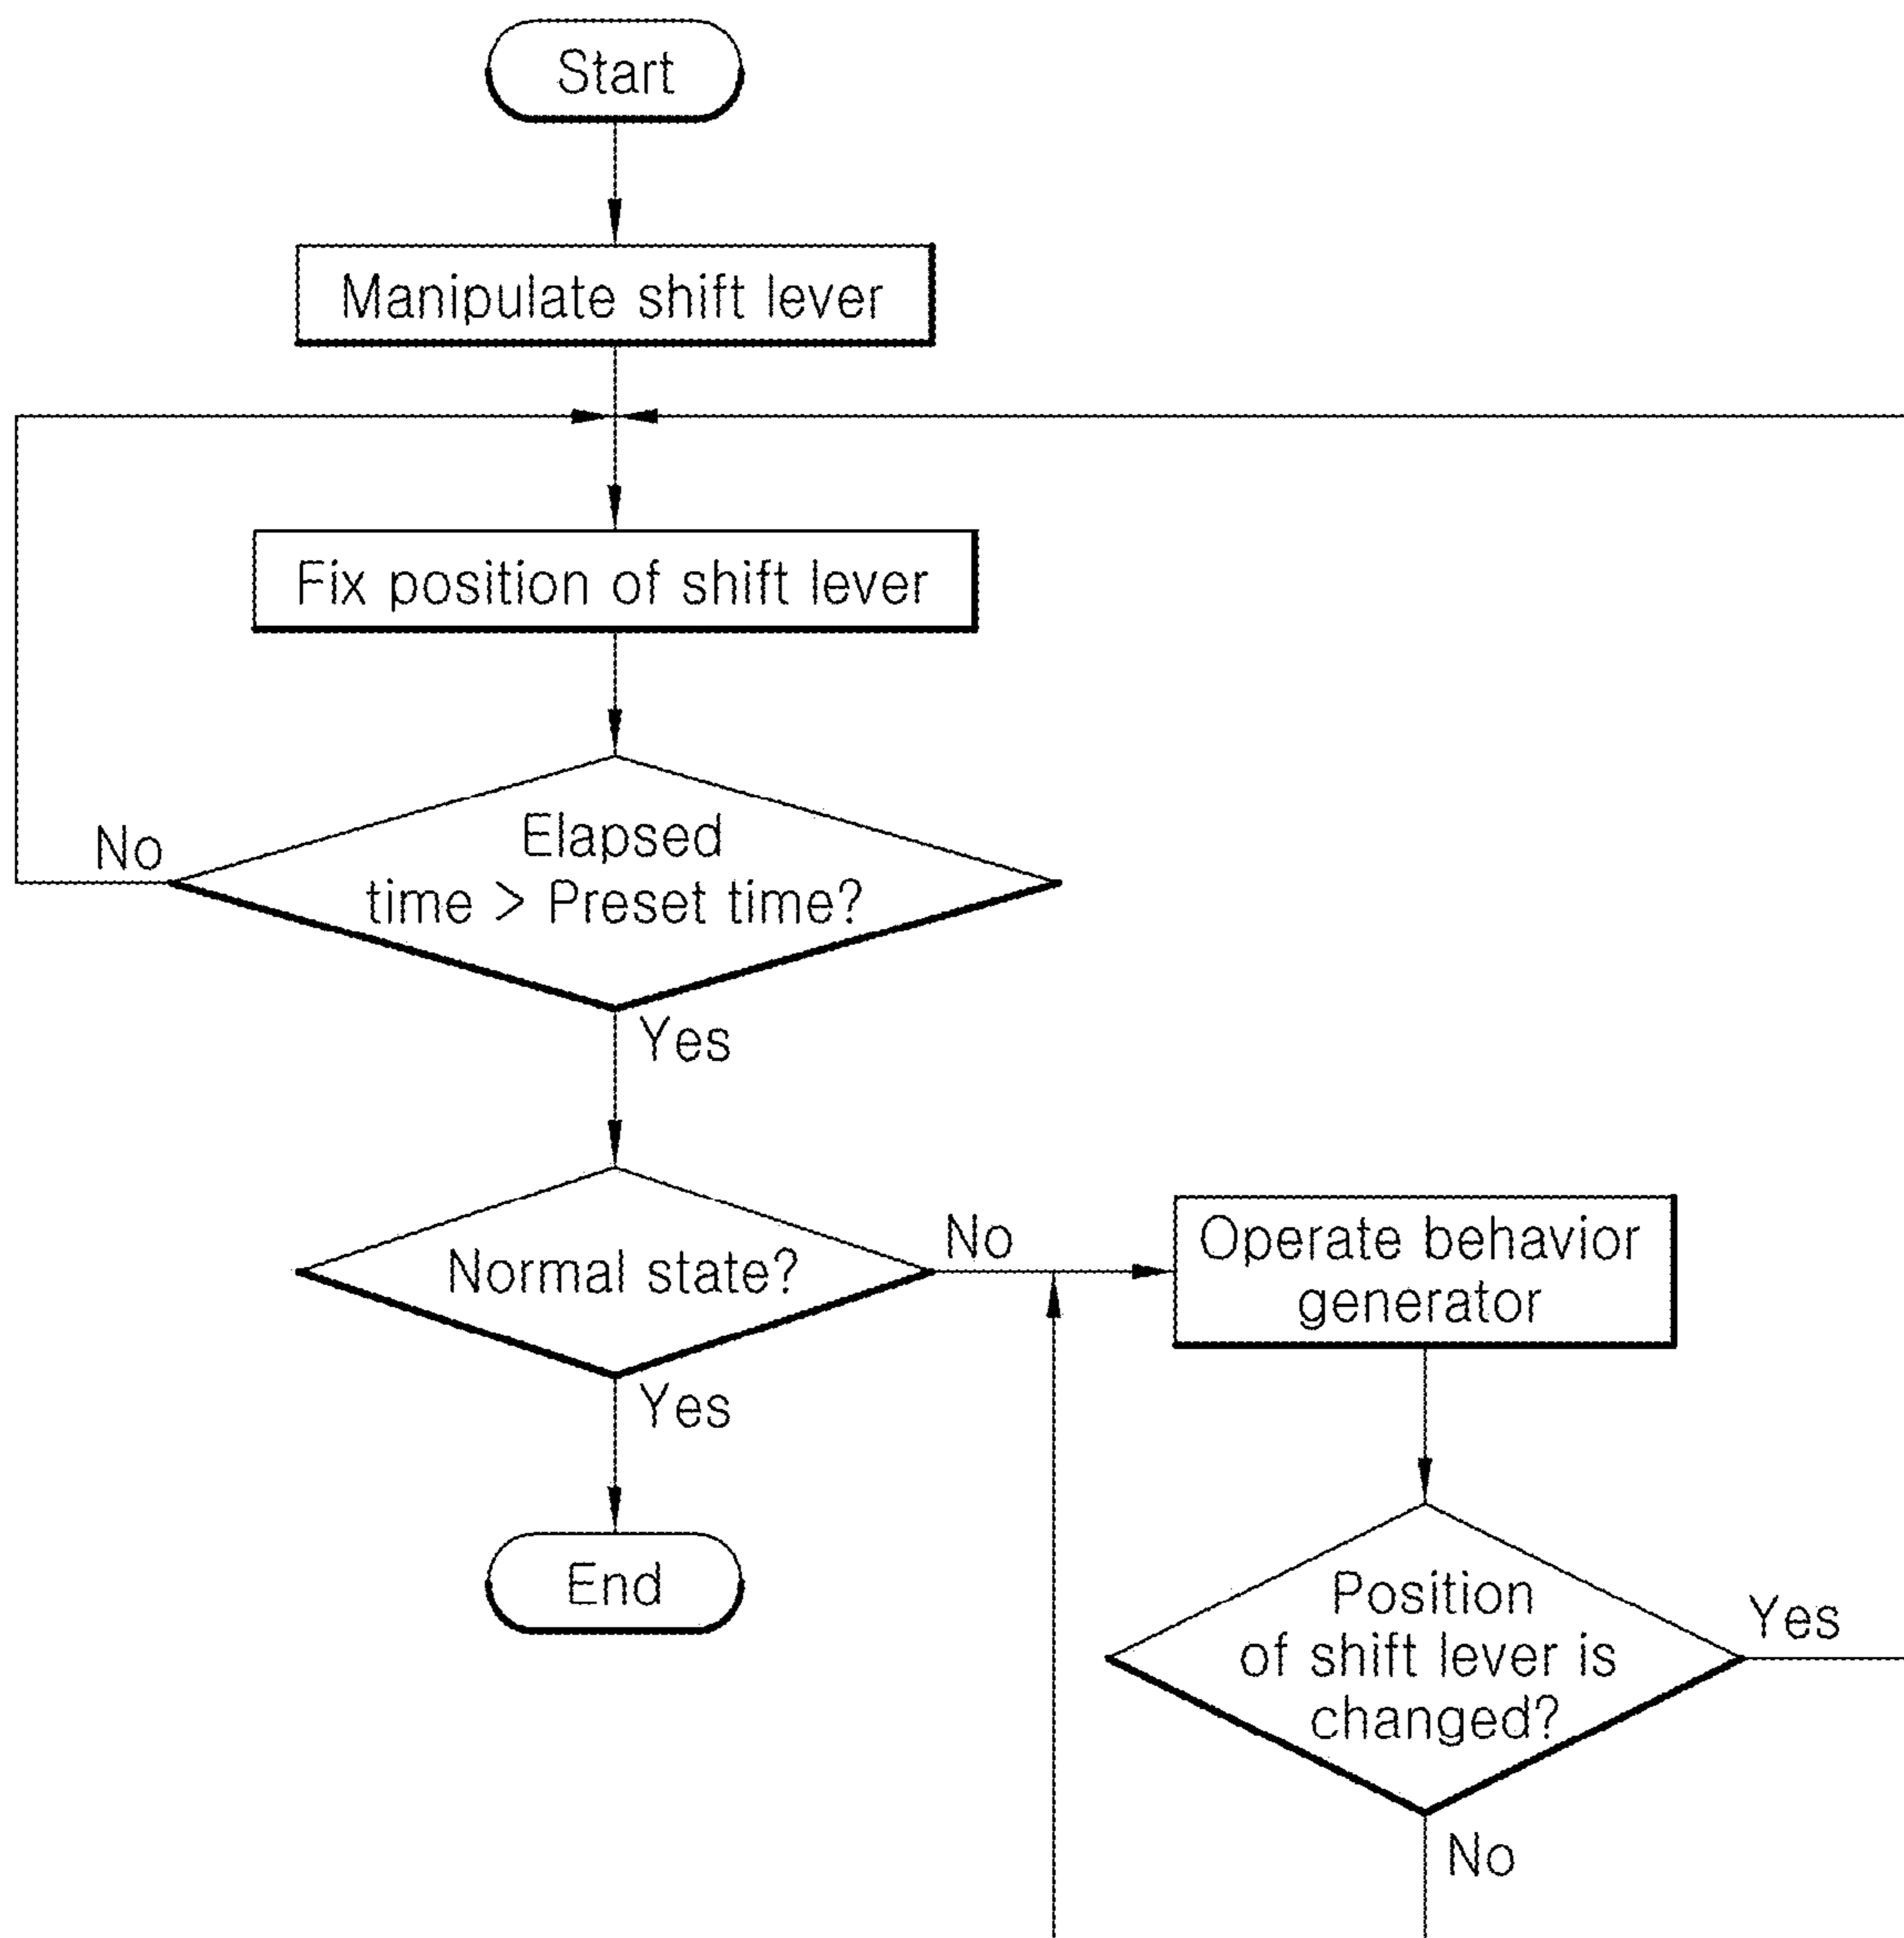 Start
Manipulate shift lever
Fix position of shift lever
No
Elapsed
time > Preset time?
Yes
Normal state?
No
Operate behavior
generator
Yes
End
Position
of shift lever is
changed?
Yes
No